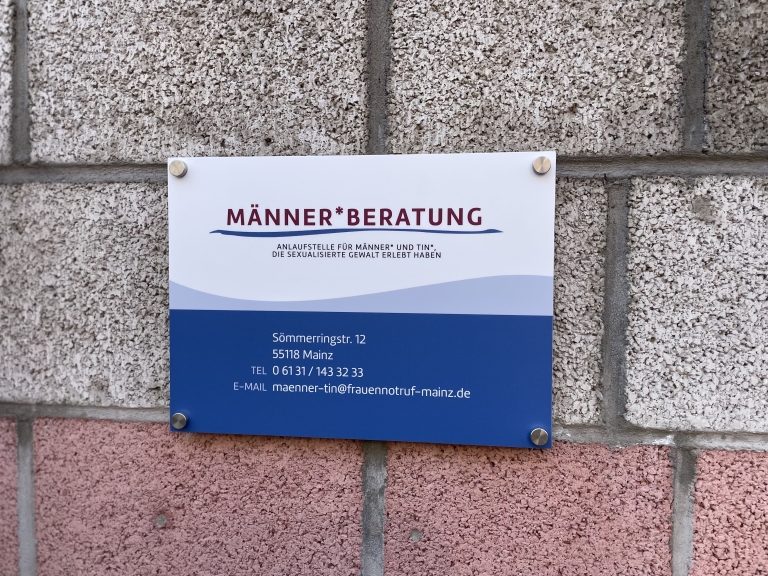 MÄNNER*BERATUNG
ANLAUFSTELLE FÜR MÄNNER* UND TIN*,
DIE SEXUALISIERTE GEWALT ERLEBT HABEN
Sömmerringstr. 12
55118 Mainz
TEL 0 61 31 / 143 32 33
E-MAIL maenner-tin@frauennotruf-mainz.de